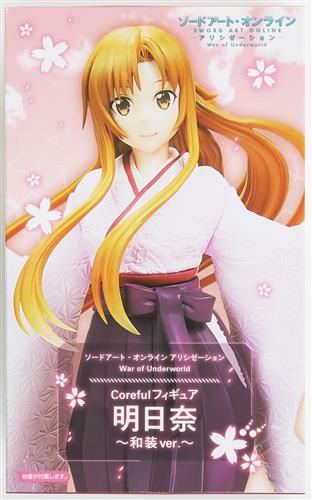 ソードアート・オンライン
SWORD ART ONLINE
アリシゼーション
War of Underworld
ソードアート・オンライン アリシゼーション
War of Underworld
Corefulフィギュア
明日奈
～和装ver.～
台座が付属します。